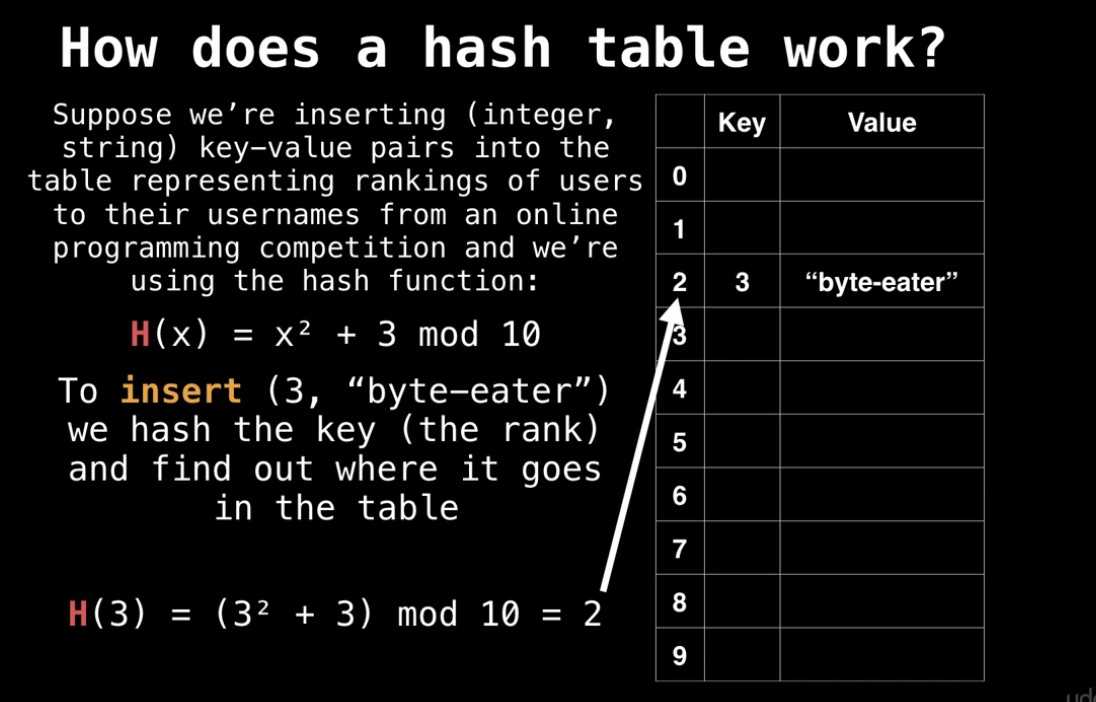 How does a hash table work?
Suppose we’re inserting (integer,
string) key–value pairs into the
table representing rankings of users
to their usernames from an online
programming competition and we’re
using the hash function:
H(x) = x² + 3 mod 10
To insert (3, “byte–eater”)
we hash the key (the rank)
and find out where it goes
in the table
H(3) = (3² + 3) mod 10 = 2
Key Value
0
1
2 3 “byte-eater”
3
4
5
6
7
8
9